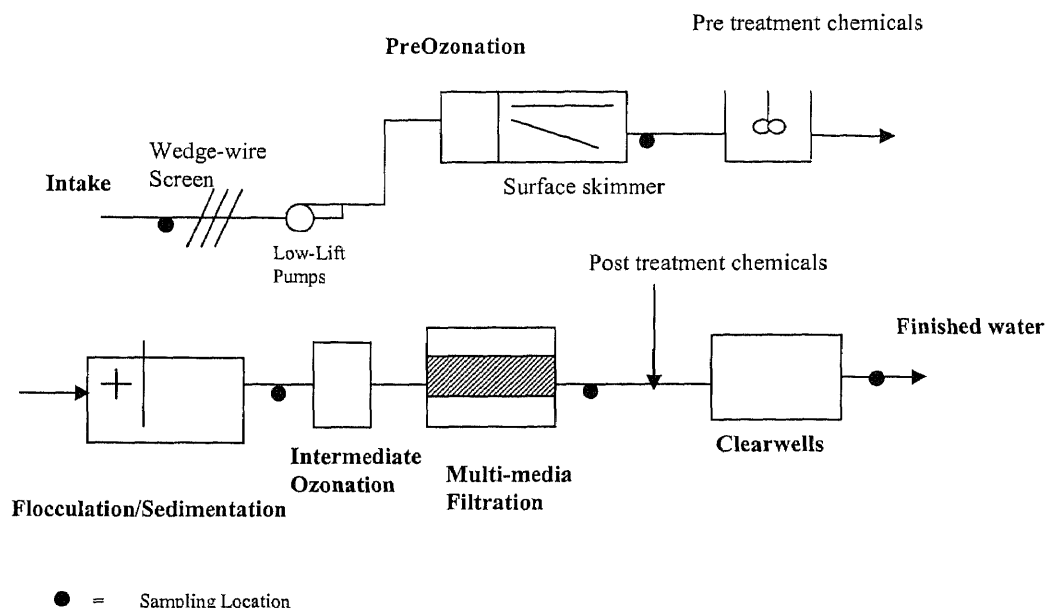 Pre treatment chemicals
PreOzonation
Wedge-wire
Screen
Intake
Surface skimmer
Low-Lift
Pumps
Post treatment chemicals
Finished water
Clearwells
Intermediate
Ozonation
Multi-media
Filtration
Flocculation/Sedimentation
= Sampling Location